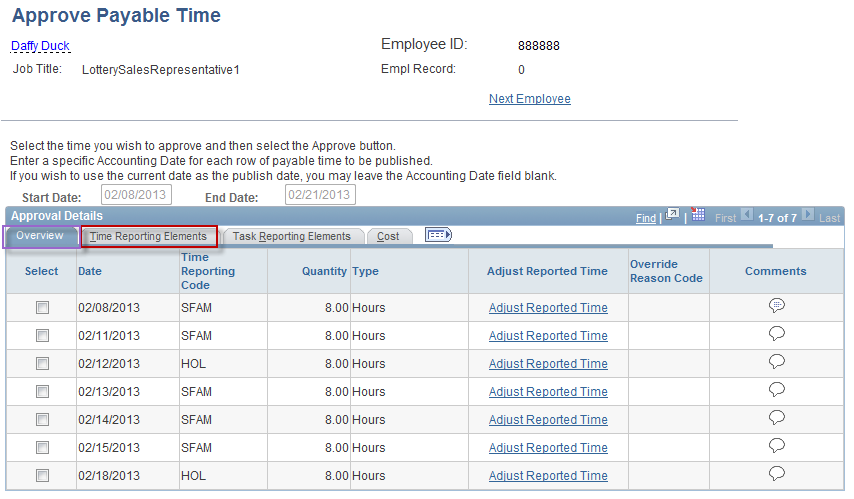 Approve Payable Time
Daffy Duck Employee ID: 888888
Job Title: LotterySalesRepresentative1 Empl Record: 0
Next Employee
Select the time you wish to approve and then select the Approve button.
Enter a specific Accounting Date for each row of payable time to be published.
If you wish to use the current date as the publish date, you may leave the Accounting Date field blank.
Start Date: 02/08/2013 End Date: 02/21/2013
Approval Details Find | | First 1-7 of 7 Last
Overview Time Reporting Elements Task Reporting Elements Cost
Select Date Time Reporting Code Quantity Type Adjust Reported Time Override Reason Code Comments
02/08/2013 SFAM 8.00 Hours Adjust Reported Time
02/11/2013 SFAM 8.00 Hours Adjust Reported Time
02/12/2013 HOL 8.00 Hours Adjust Reported Time
02/13/2013 SFAM 8.00 Hours Adjust Reported Time
02/14/2013 SFAM 8.00 Hours Adjust Reported Time
02/15/2013 SFAM 8.00 Hours Adjust Reported Time
02/18/2013 HOL 8.00 Hours Adjust Reported Time